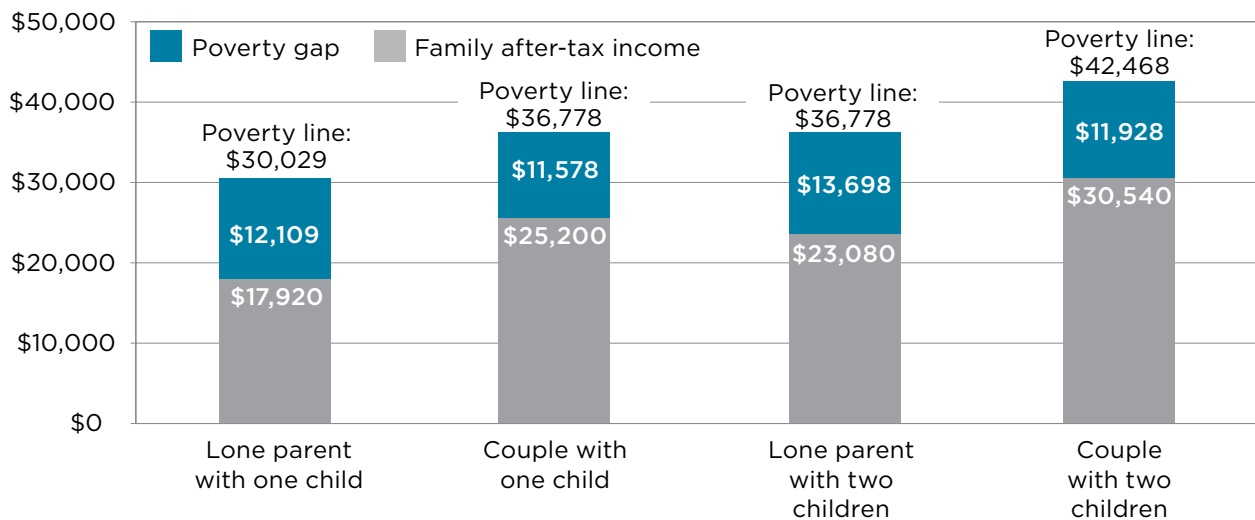 $50,000
Poverty gap
Family after-tax income
Poverty line:
$42,468
$40,000
Poverty line:
$36,778
Poverty line:
$36,778
Poverty line:
$30,029
$11,928
$11,578
$13,698
$30,000
$30,540
$12,109
$25,200
$23,080
$20,000
$17,920
$10,000
$0
Lone parent
with one child
Couple with
one child
Lone parent
with two
children
Couple
with two
children